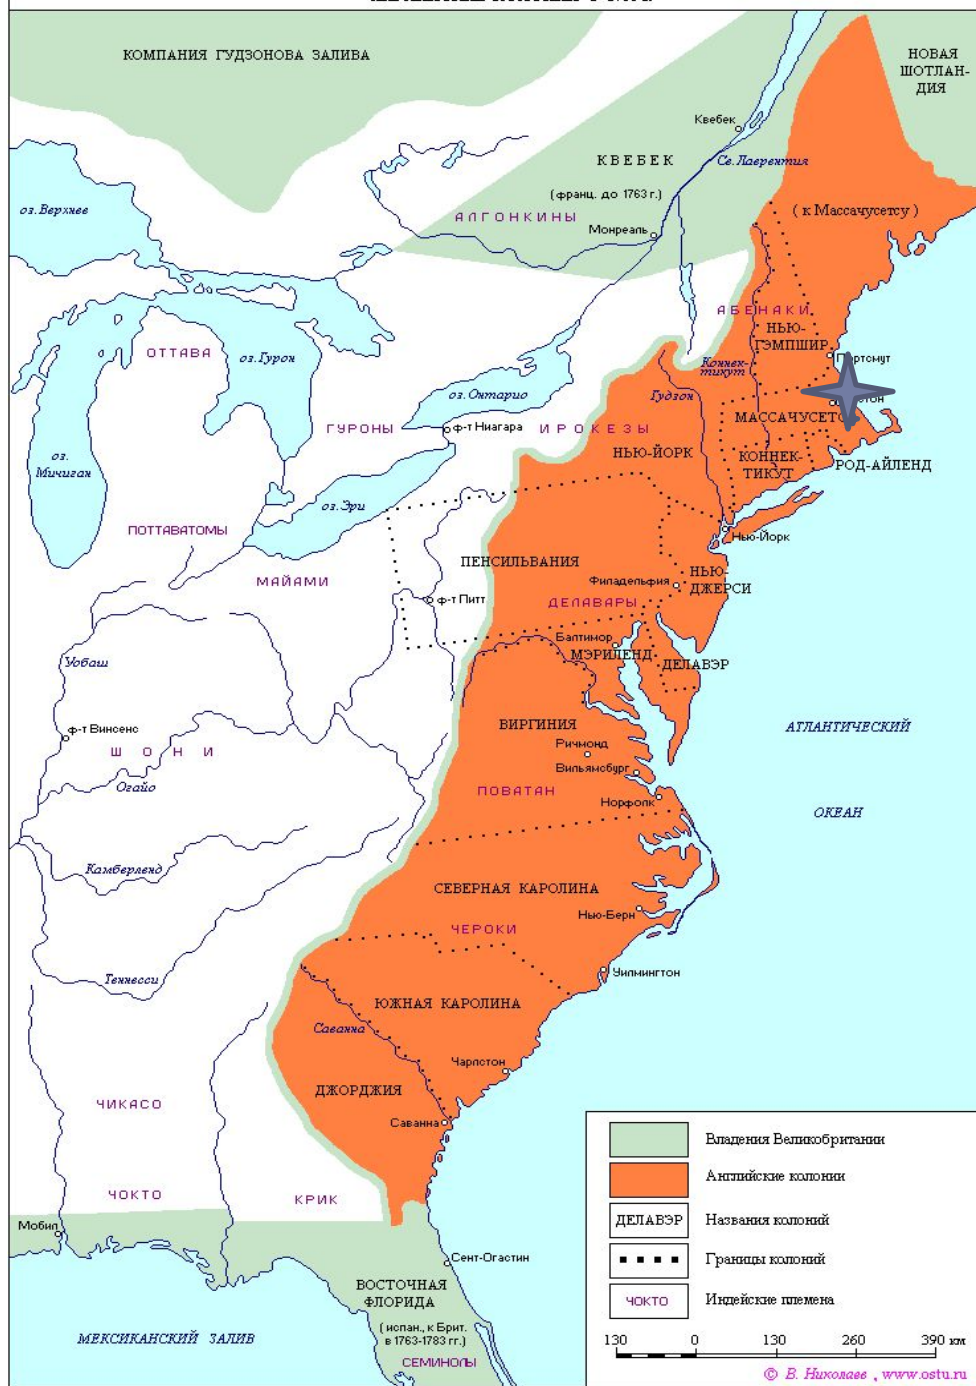 КОМПАНИЯ ГУДЗОНОВА ЗАЛИВА
НОВАЯ
ШОТЛАН-
ДИЯ
Квебек
КВЕБЕК
Св. Лаврентия
(франц. до 1763 г.)
оз. Верхнее
АЛГОНКИНЫ
(к Массачусетсу)
Монреаль
АБЕНАКИ
НЬЮ-
ГЭМПШИР
ОТТАВА
оз. Гурон
Портсмут
Коннек-
тикут
оз. Онтарио
Гудзон
МАССАЧУСЕТС
ГУРОНЫ
ф-т Ниагара
ИРОКЕЗЫ
НЬЮ-ЙОРК
КОННЕК-
ТИКУТ
РОД-АЙЛЕНД
оз.
Мичиган
оз. Эри
ПОТТАВАТОМЫ
Нью-Йорк
ПЕНСИЛЬВАНИЯ
НЬЮ-
ДЖЕРСИ
МАЙАМИ
Филадельфия
ф-т Питт
ДЕЛАВАРЫ
Балтимор
МЭРИЛЕНД
ДЕЛАВЭР
Уобаш
ВИРГИНИЯ
АТЛАНТИЧЕСКИЙ
ф-т Винсенс
ШОНИ
Ричмонд
Вильямсбург
Огайо
ПОВАТАН
Норфолк
ОКЕАН
Камберленд
СЕВЕРНАЯ КАРОЛИНА
Нью-Берн
ЧЕРОКИ
Теннесси
Уилмингтон
ЮЖНАЯ КАРОЛИНА
Саванна
Чарлстон
ДЖОРДЖИЯ
ЧИКАСО
Саванна
Владения Великобритании
Английские колонии
ЧОКТО
КРИК
ДЕЛАВЭР
Названия колоний
Мобил
Сент-Огастин
Границы колоний
ВОСТОЧНАЯ
ФЛОРИДА
ЧОКТО
Индейские племена
(испан., к Брит.
в 1763-1783 гг.)
МЕКСИКАНСКИЙ ЗАЛИВ
СЕМИНОЛЫ
130 0 130 260 390 км
© В. Николаев, www.ostu.ru